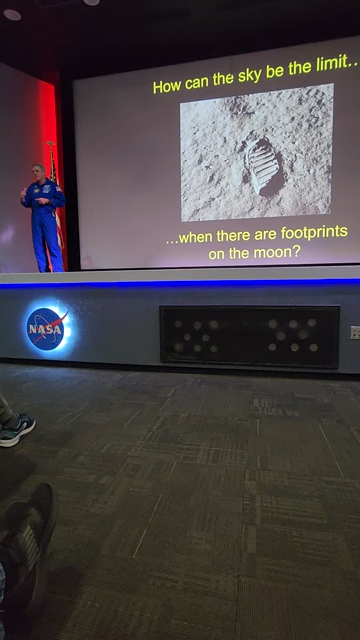 How can the sky be the limit…
…when there are footprints
on the moon?
NASA